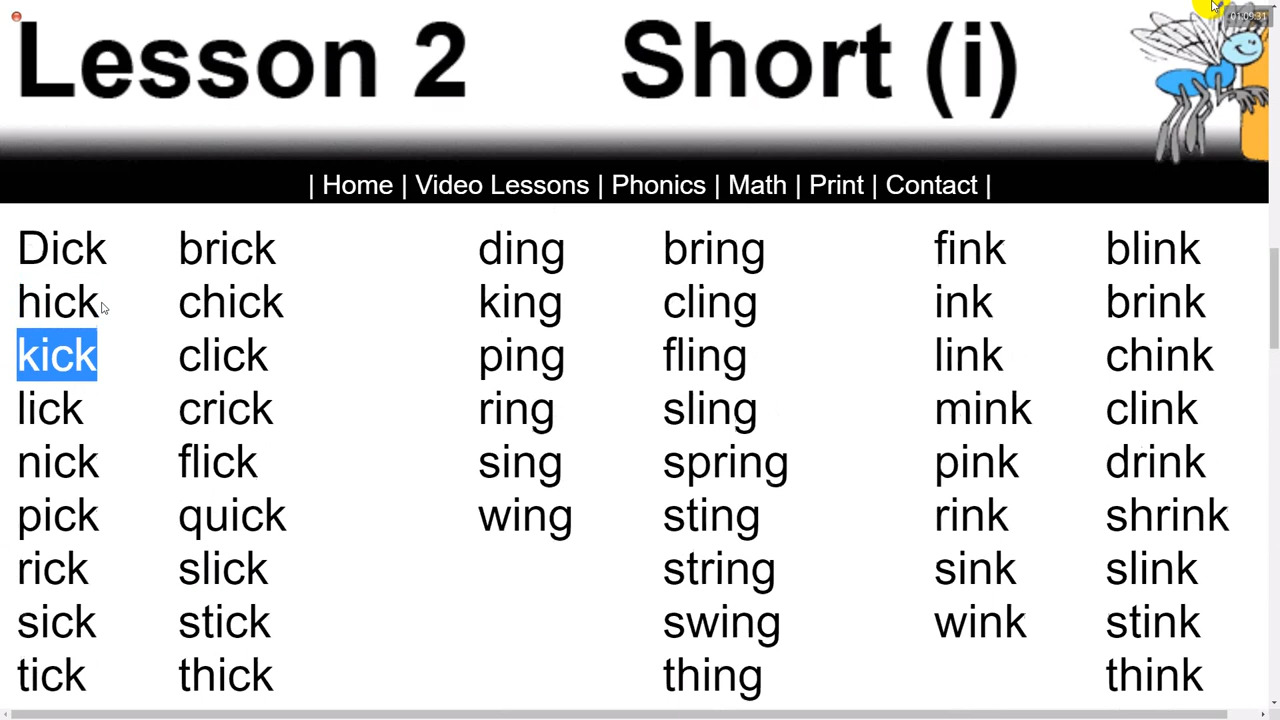 01:09:31
Lesson 2 Short (i)
| Home | Video Lessons | Phonics | Math | Print | Contact |
Dick brick ding bring fink blink
hick chick king cling ink brink
kick click ping fling link chink
lick crick ring sling mink clink
nick flick sing spring pink drink
pick quick wing sting rink shrink
rick slick string sink slink
sick stick swing wink stink
tick thick thing think